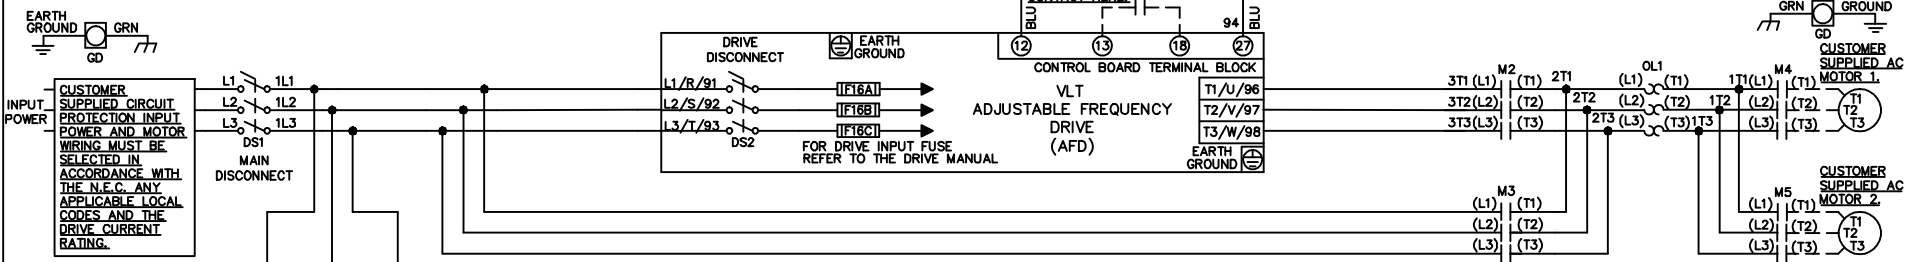 EARTH
GROUND
GRN
GD
INPUT
POWER
CUSTOMER
SUPPLIED CIRCUIT
PROTECTION INPUT
POWER AND MOTOR
WIRING MUST BE
SELECTED IN
ACCORDANCE WITH
THE N.E.C. ANY
APPLICABLE LOCAL
CODES AND THE
DRIVE CURRENT
RATING.
L1 1L1
L2 1L2
L3 1L3
DS1
MAIN
DISCONNECT
BLU
94 BLU
DRIVE
DISCONNECT
EARTH
GROUND
12 13 18 27
CONTROL BOARD TERMINAL BLOCK
L1/R/91
L2/S/92
L3/T/93
DS2
F16A
F16B
F16C
FOR DRIVE INPUT FUSE
REFER TO THE DRIVE MANUAL
VLT
ADJUSTABLE FREQUENCY
DRIVE
(AFD)
T1/U/96
T2/V/97
T3/W/98
EARTH
GROUND
M2
3T1 (L1) (T1) 2T1
3T2(L2) (T2) 2T2
3T3(L3) (T3) 2T3
M3
(L1) (T1)
(L2) (T2)
(L3) (T3)
OL1
(L1) (T1) 1T1
(L2) (T2) 1T2
(L3) (T3) 1T3
GRN
GROUND
GD
CUSTOMER
SUPPLIED AC
MOTOR 1.
M4
(L1) (T1)
(L2) (T2)
(L3) (T3)
T1
T2
T3
CUSTOMER
SUPPLIED AC
MOTOR 2.
M5
(L1) (T1)
(L2) (T2)
(L3) (T3)
T1
T2
T3